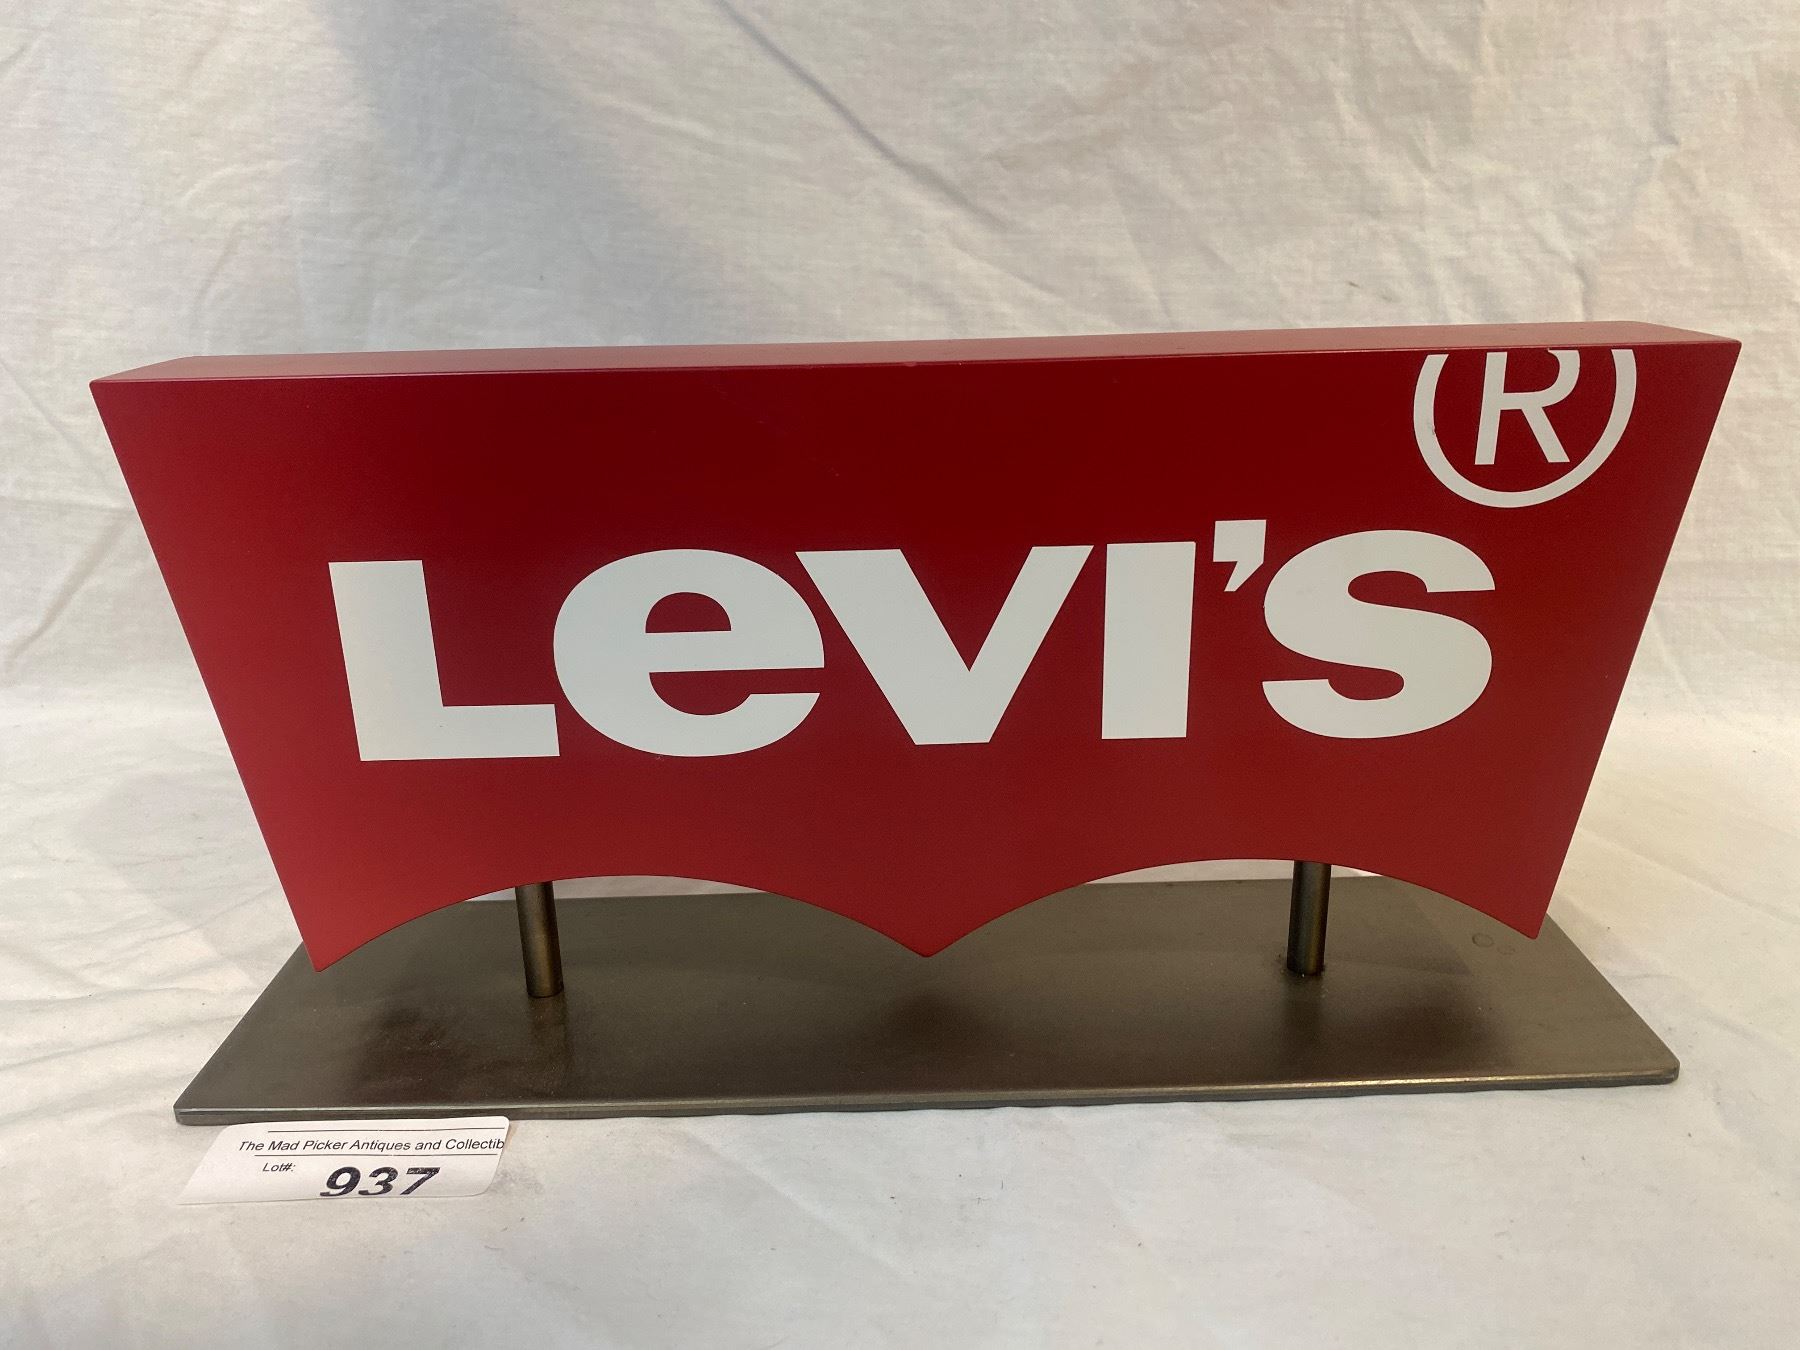 ®
Levi's
The Mad Picker Antiques and Collectib
Lot#: 937